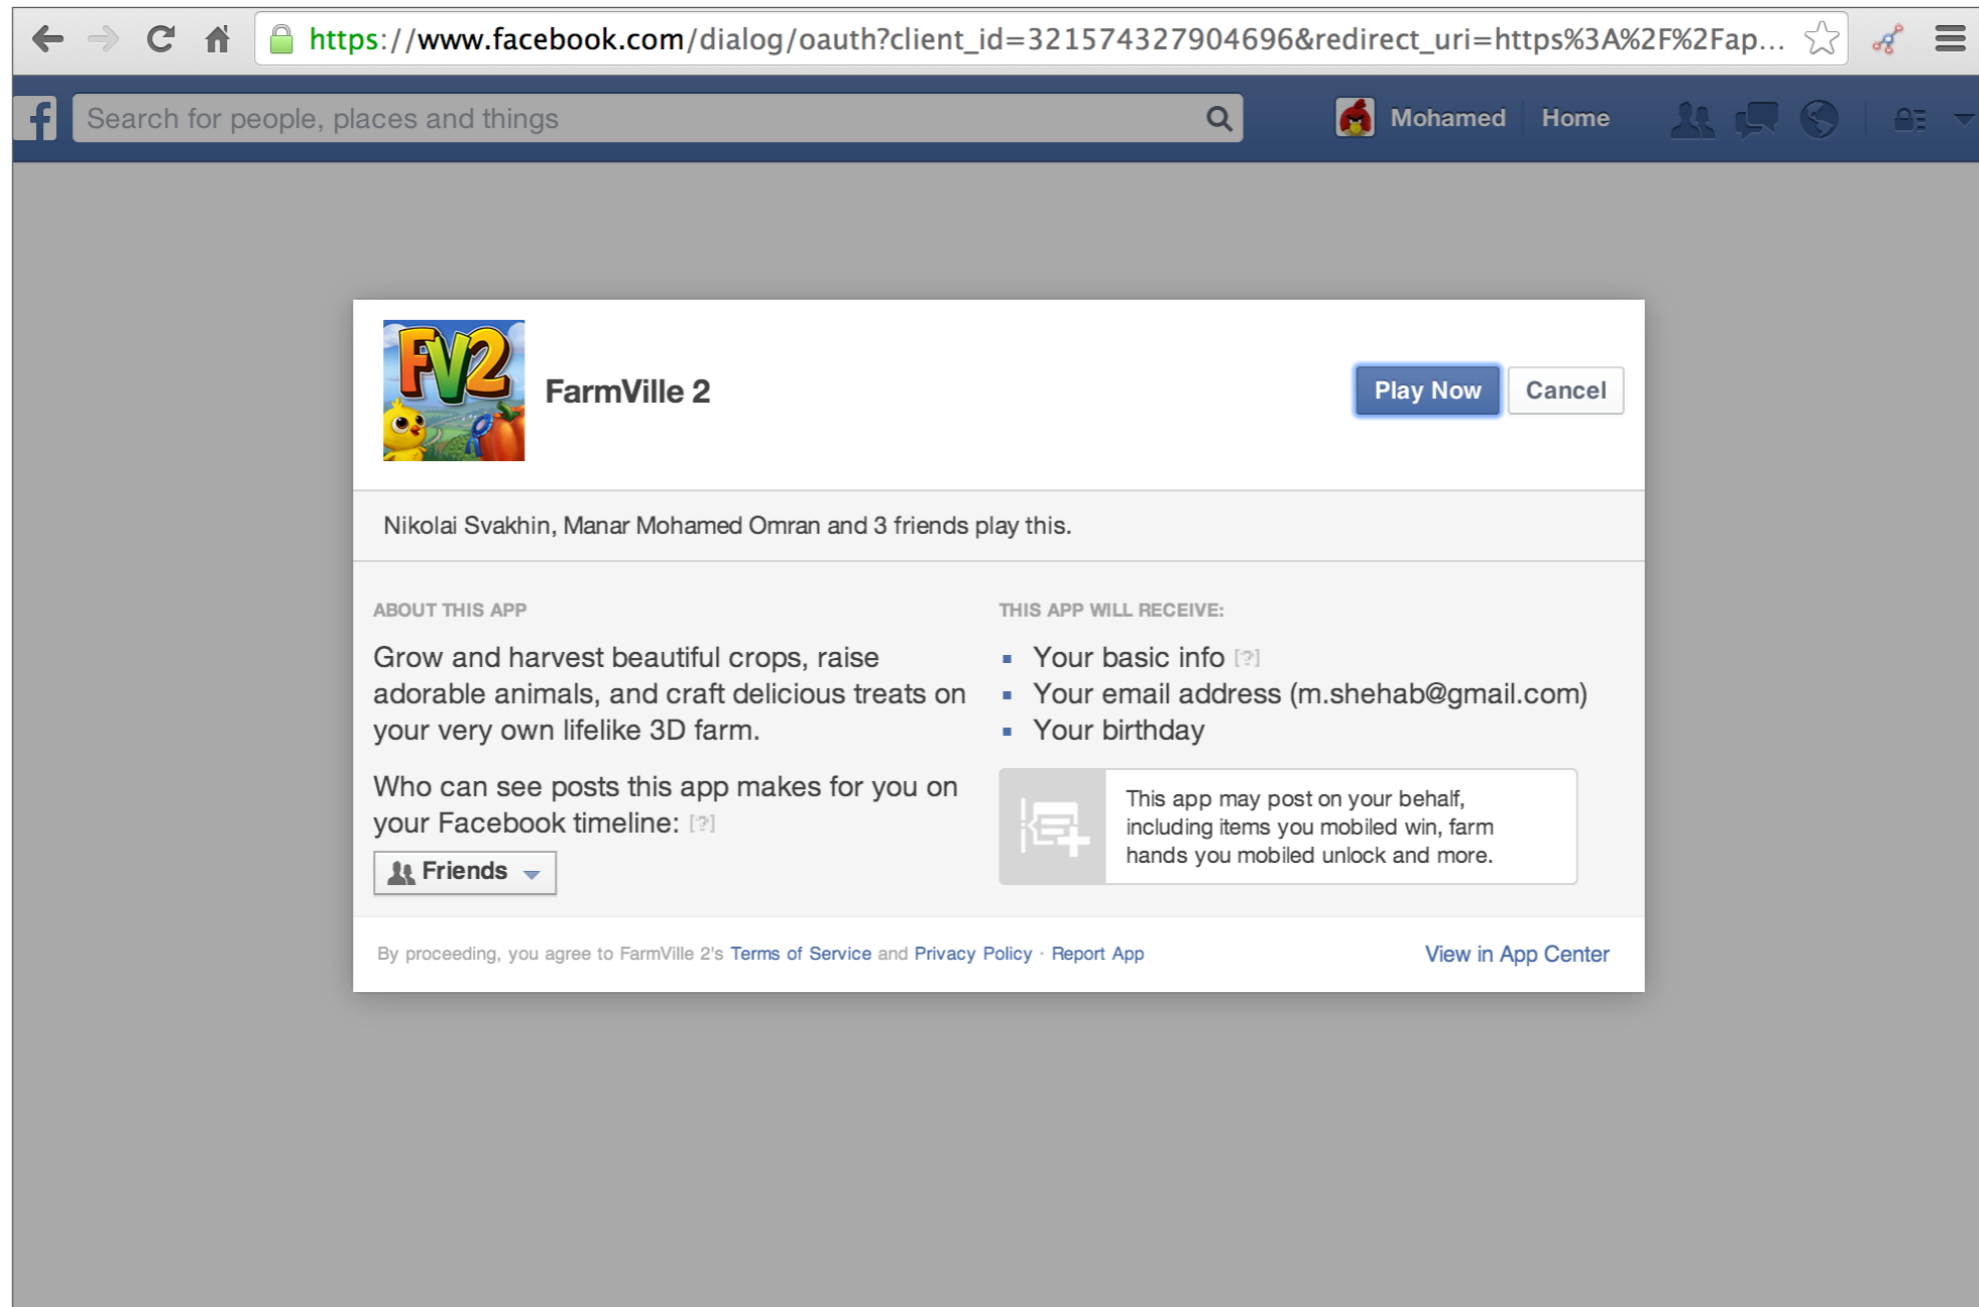 https://www.facebook.com/dialog/oauth?client_id=321574327904696&redirect_uri=https%3A%2F%2Fap...
f
Search for people, places and things
Mohamed
Home
FV2
FarmVille 2
Play Now
Cancel
Nikolai Svakhin, Manar Mohamed Omran and 3 friends play this.
ABOUT THIS APP
Grow and harvest beautiful crops, raise
adorable animals, and craft delicious treats on
your very own lifelike 3D farm.
Who can see posts this app makes for you on
your Facebook timeline: [?]
Friends
THIS APP WILL RECEIVE:
Your basic info [?]
Your email address (m.shehab@gmail.com)
Your birthday
This app may post on your behalf,
including items you mobiled win, farm
hands you mobiled unlock and more.
By proceeding, you agree to FarmVille 2's Terms of Service and Privacy Policy · Report App
View in App Center